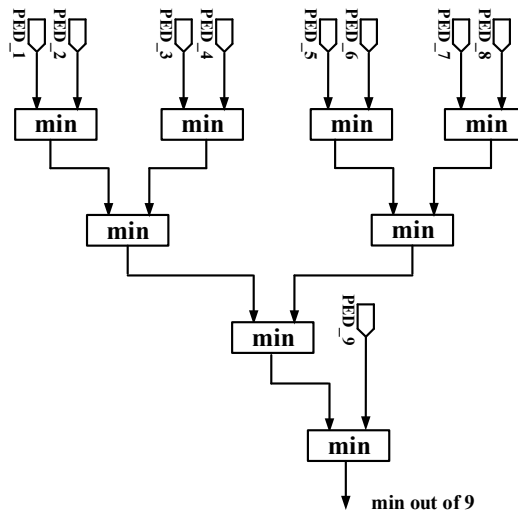 PED_1
PED_2
PED_3
PED_4
PED_5
PED_6
PED_7
PED_8
min
min
min
min
min
min
PED_9
min
min
min out of 9